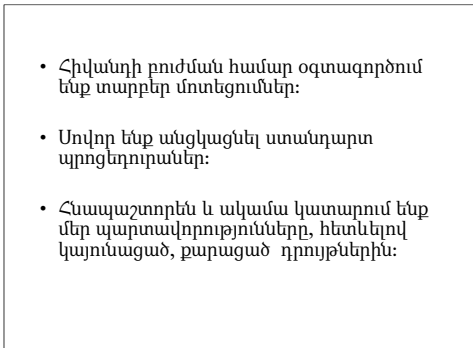 • Հիվանդի բուժման համար օգտագործում
ենք տարբեր մոտեցումներ:
• Սովոր ենք անցկացնել ստանդարտ
պրոցեդուրաներ:
• Հնապաշտորեն և ակամա կատարում ենք
մեր պարտավորությունները, հետևելով
կայունացած, քարացած դրույթներին: